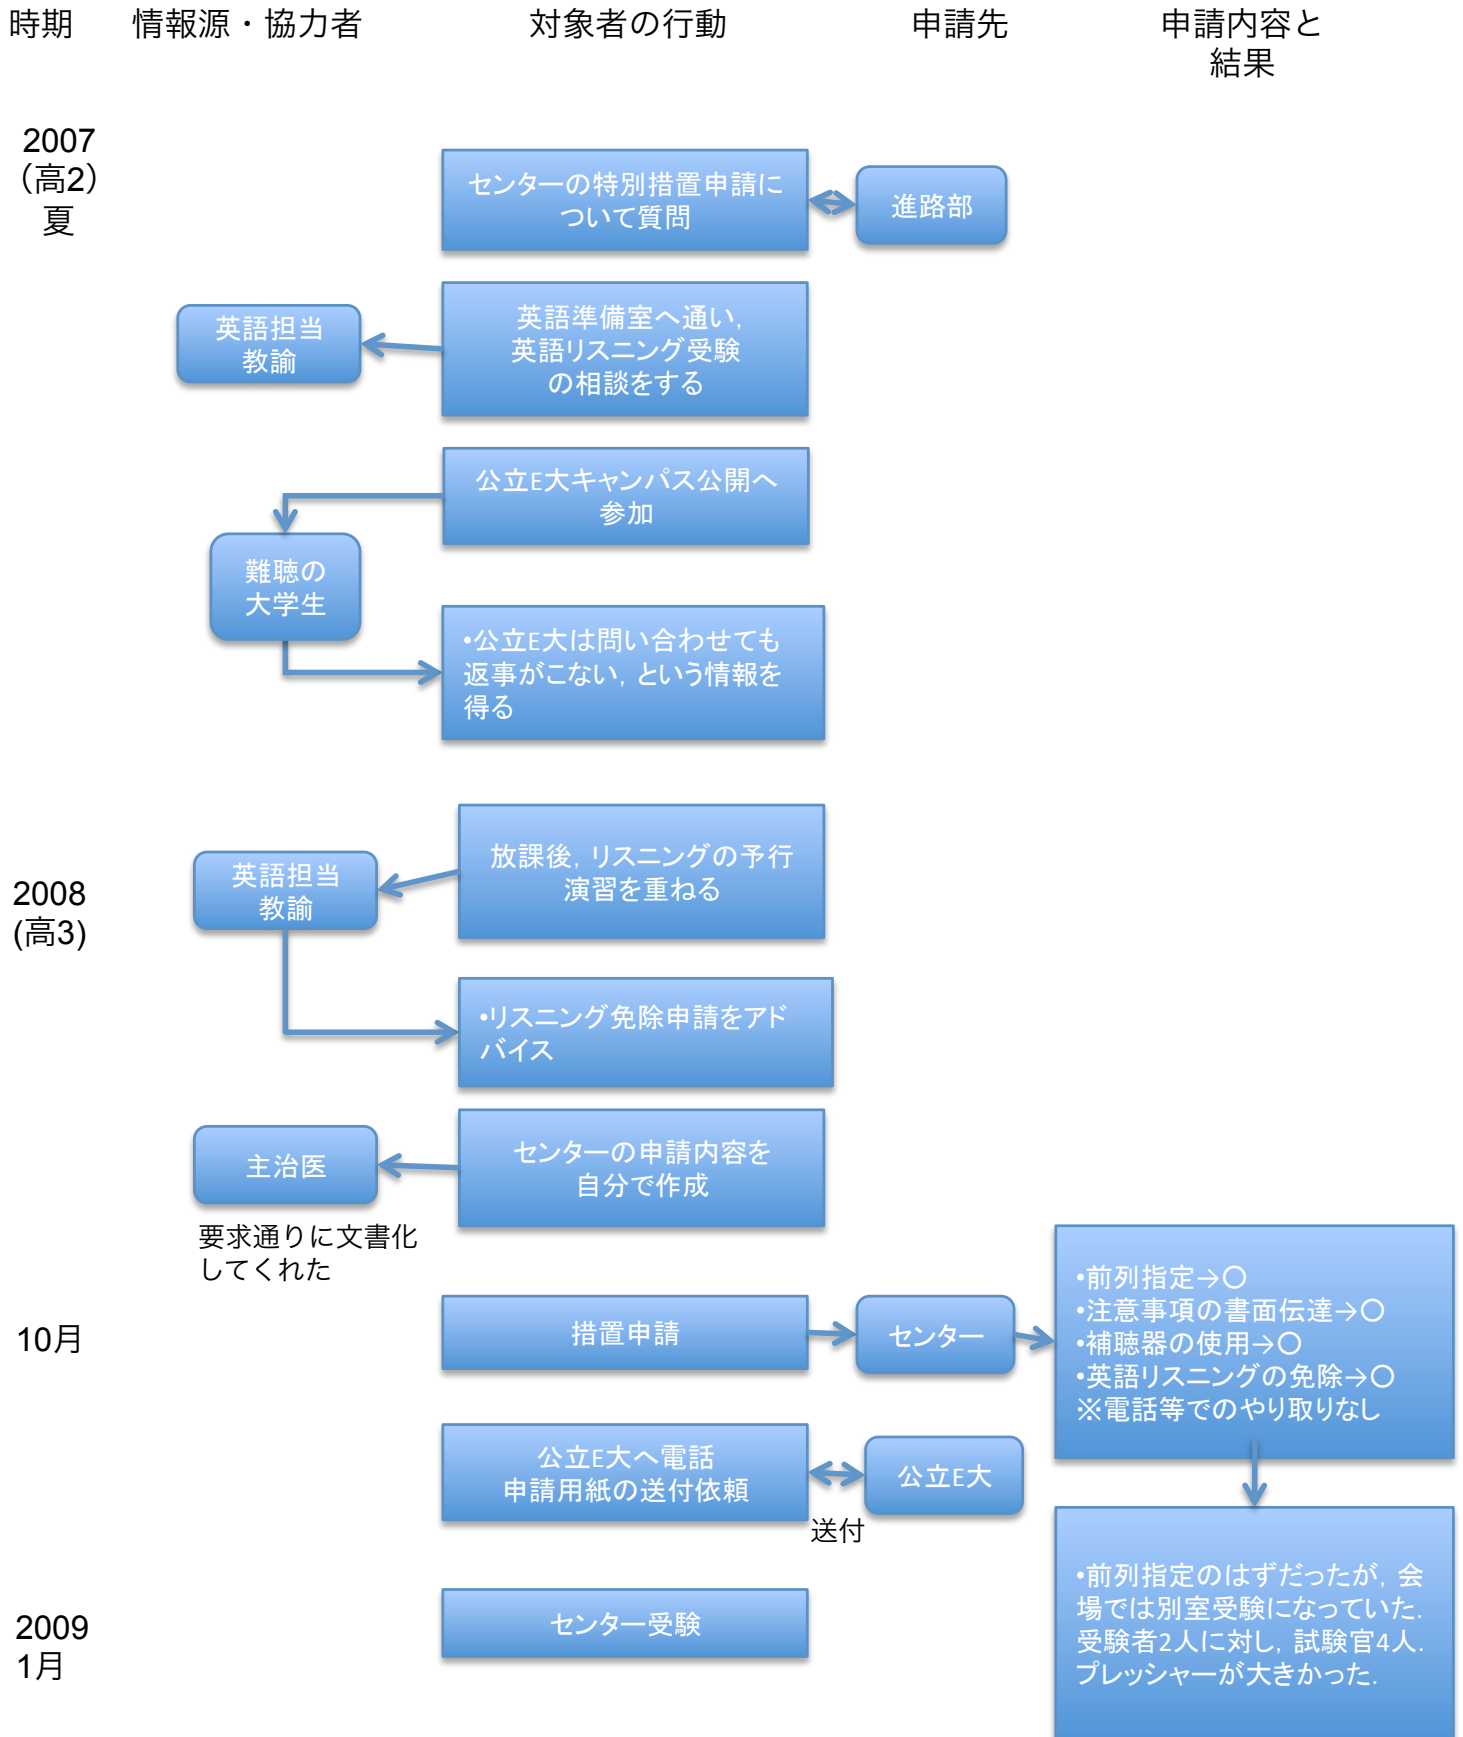 時期
情報源・協力者
対象者の行動
申請先
申請内容と
結果
2007
（高2）
夏
センターの特別措置申請に
ついて質問
進路部
英語担当
教諭
英語準備室へ通い,
英語リスニング受験
の相談をする
公立E大キャンパス公開へ
参加
難聴の
大学生
•公立E大は問い合わせても
返事がこない, という情報を
得る
2008
(高3)
英語担当
教諭
放課後, リスニングの予行
演習を重ねる
•リスニング免除申請をアド
バイス
主治医
センターの申請内容を
自分で作成
要求通りに文書化
してくれた
10月
措置申請
センター
•前列指定→○
•注意事項の書面伝達→○
•補聴器の使用→○
•英語リスニングの免除→○
※電話等でのやり取りなし
公立E大へ電話
申請用紙の送付依頼
公立E大
送付
2009
1月
センター受験
•前列指定のはずだったが, 会
場では別室受験になっていた.
受験者2人に対し, 試験官4人.
プレッシャーが大きかった.